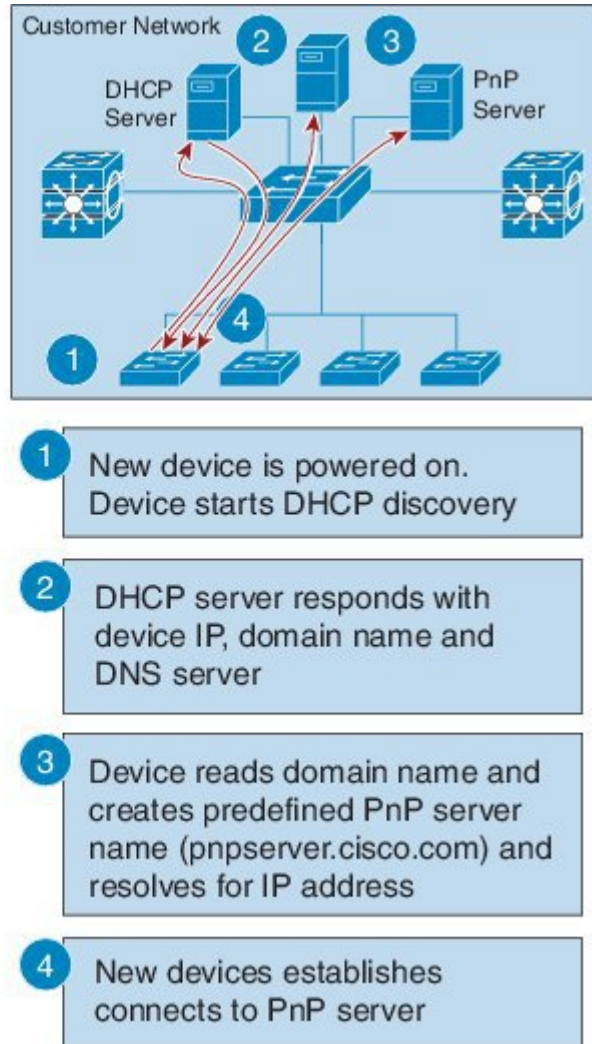 Customer Network
2
3
DHCP
Server
PnP
Server
4
1
1
New device is powered on.
Device starts DHCP discovery
2
DHCP server responds with
device IP, domain name and
DNS server
3
Device reads domain name and
creates predefined PnP server
name (pnpserver.cisco.com) and
resolves for IP address
4
New devices establishes
connects to PnP server